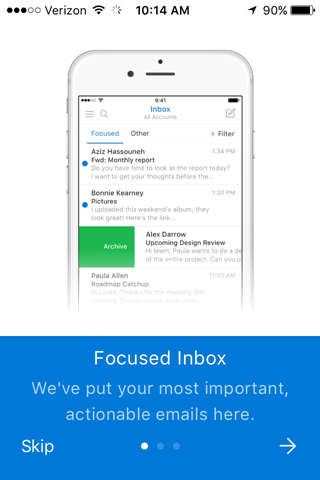 Verizon 10:14 AM 90%
9:41
Inbox
All Accounts
Focused Other Filter
Aziz Hassouneh 1:34 PM
Fwd: Monthly report
Do you have time to look at the report today?
I want to get your thoughts before the...
Bonnie Kearney 1:20 PM
Pictures
I uploaded this weekend's album, they
look great! Here's the link...
Archive
Alex Darrow
Upcoming Design Review
Hi team, Paula wants to do a de
of the entire project. Can you p
Paula Allen 11:03 AM
Roadmap Catchup
Hi Linda, Thanks for the meeting this
morning. Excited to see what your...
Focused Inbox
We've put your most important,
actionable emails here.
Skip